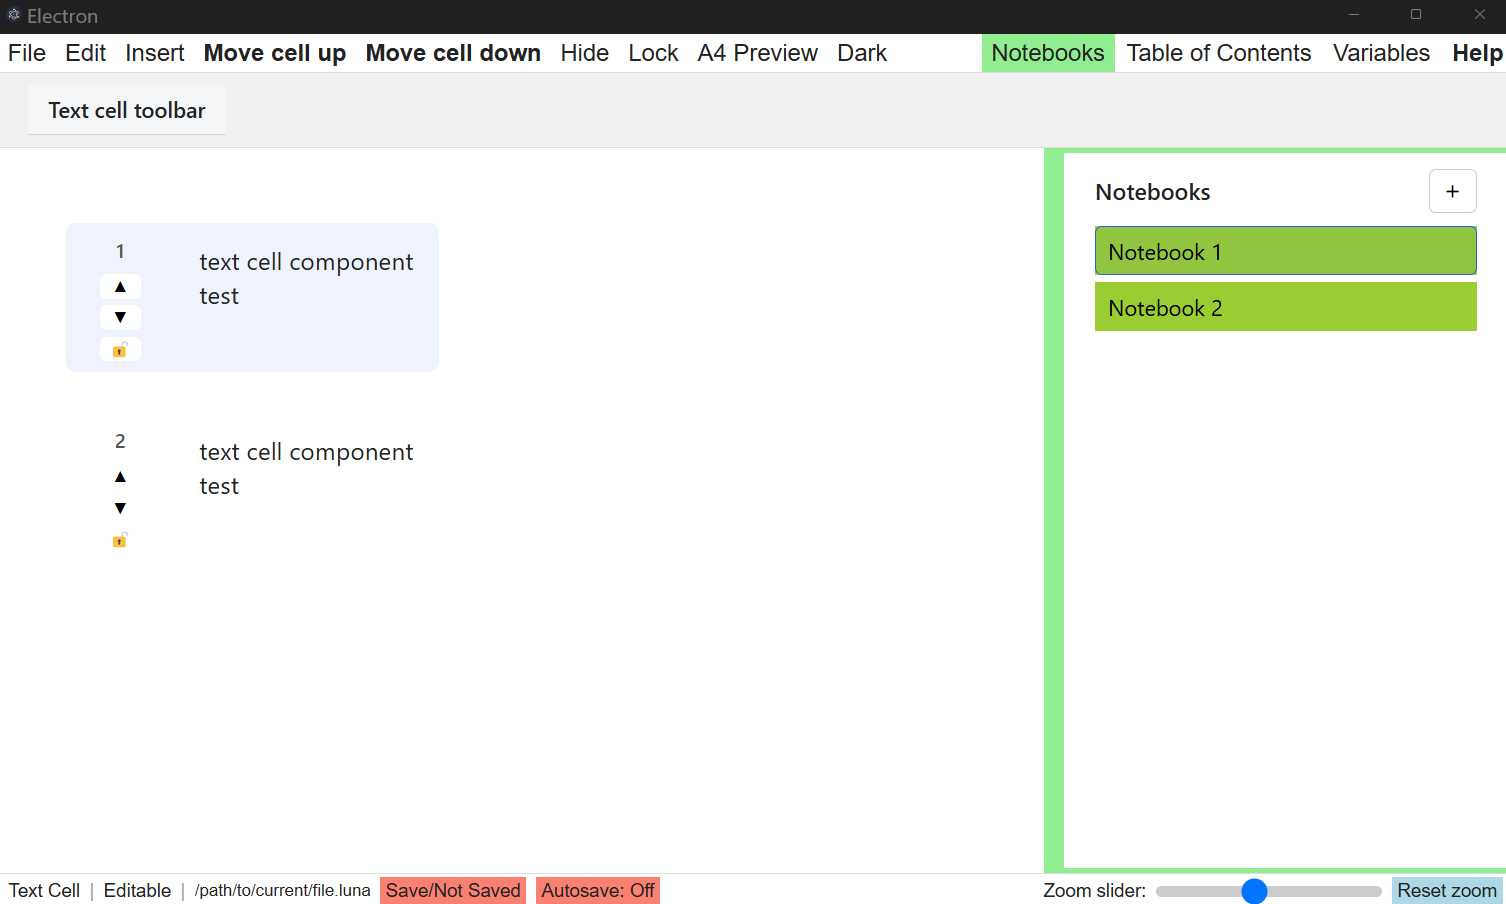 Electron
File Edit Insert Move cell up Move cell down Hide Lock A4 Preview Dark Notebooks Table of Contents Variables Help
Text cell toolbar
Notebooks +
Notebook 1
Notebook 2
1
text cell component
test
▲
▼
2
text cell component
test
▲
▼
Text Cell | Editable | /path/to/current/file.luna Save/Not Saved Autosave: Off Zoom slider: Reset zoom